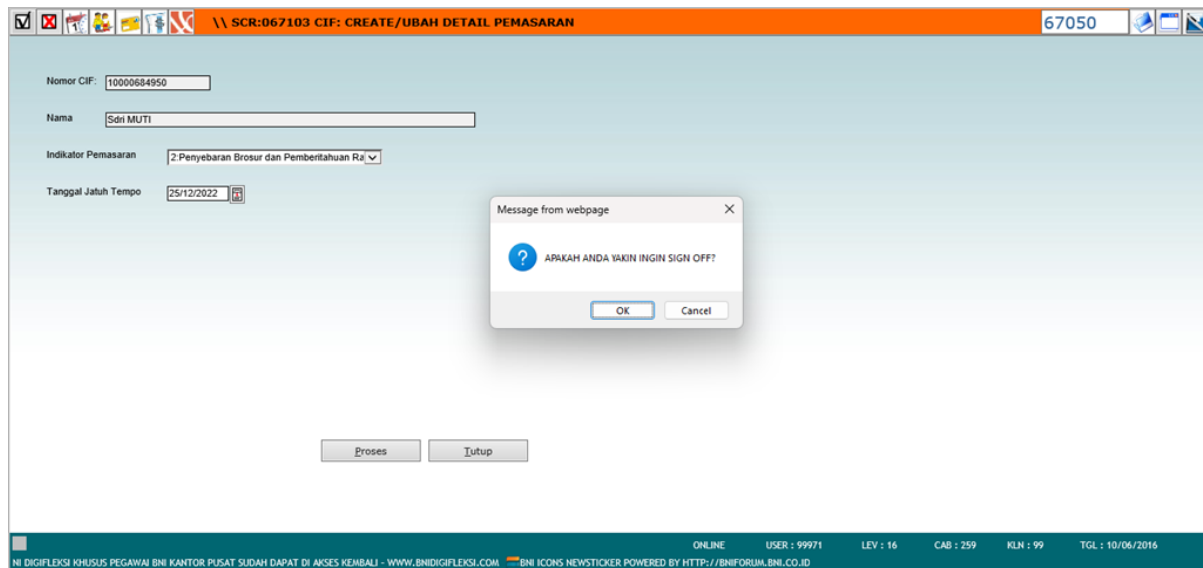 \\ SCR:067103 CIF: CREATE/UBAH DETAIL PEMASARAN
67050
Nomor CIF: 10000684950
Nama Sdri MUTI
Indikator Pemasaran 2:Penyebaran Brosur dan Pemberitahuan Ra
Tanggal Jatuh Tempo 25/12/2022
Message from webpage
APAKAH ANDA YAKIN INGIN SIGN OFF?
OK Cancel
Proses Tutup
ONLINE USER : 99971 LEV : 16 CAB : 259 KLN : 99 TGL : 10/06/2016
NI DIGIFLEKSI KHUSUS PEGAWAI BNI KANTOR PUSAT SUDAH DAPAT DI AKSES KEMBALI - WWW.BNIDIGIFLEKSI.COM BNI ICONS NEWSTICKER POWERED BY HTTP://BNIFORUM.BNI.CO.ID